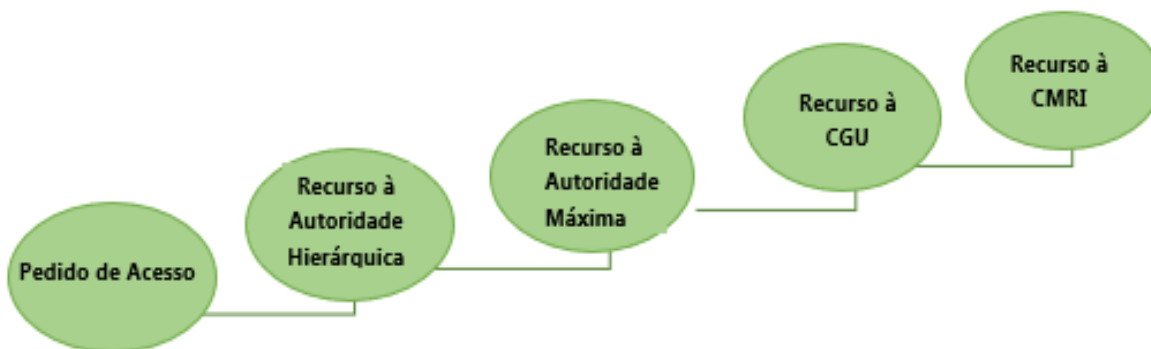 Pedido de Acesso
Recurso à
Autoridade
Hierárquica
Recurso à
Autoridade
Máxima
Recurso à
CGU
Recurso à
CMRI